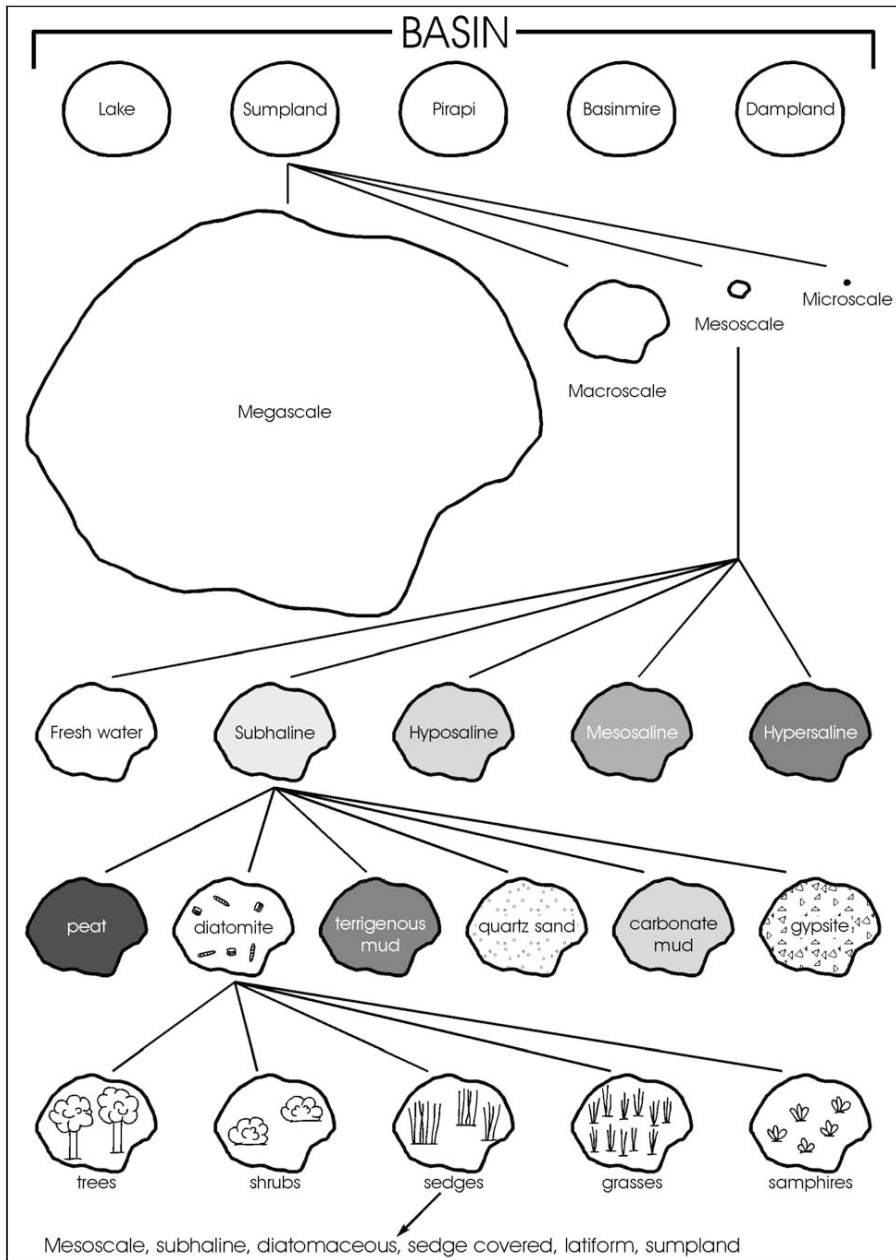 BASIN
Lake
Sumpland
Pirapi
Basinmire
Dampland
Megascale
Macroscale
Mesoscale
Microscale
Fresh water
Subhaline
Hyposaline
Mesosaline
Hypersaline
peat
diatomite
terrigenous
mud
quartz sand
carbonate
mud
gypsite
trees
shrubs
sedges
grasses
samphires
Mesoscale, subhaline, diatomaceous, sedge covered, latiform, sumpland